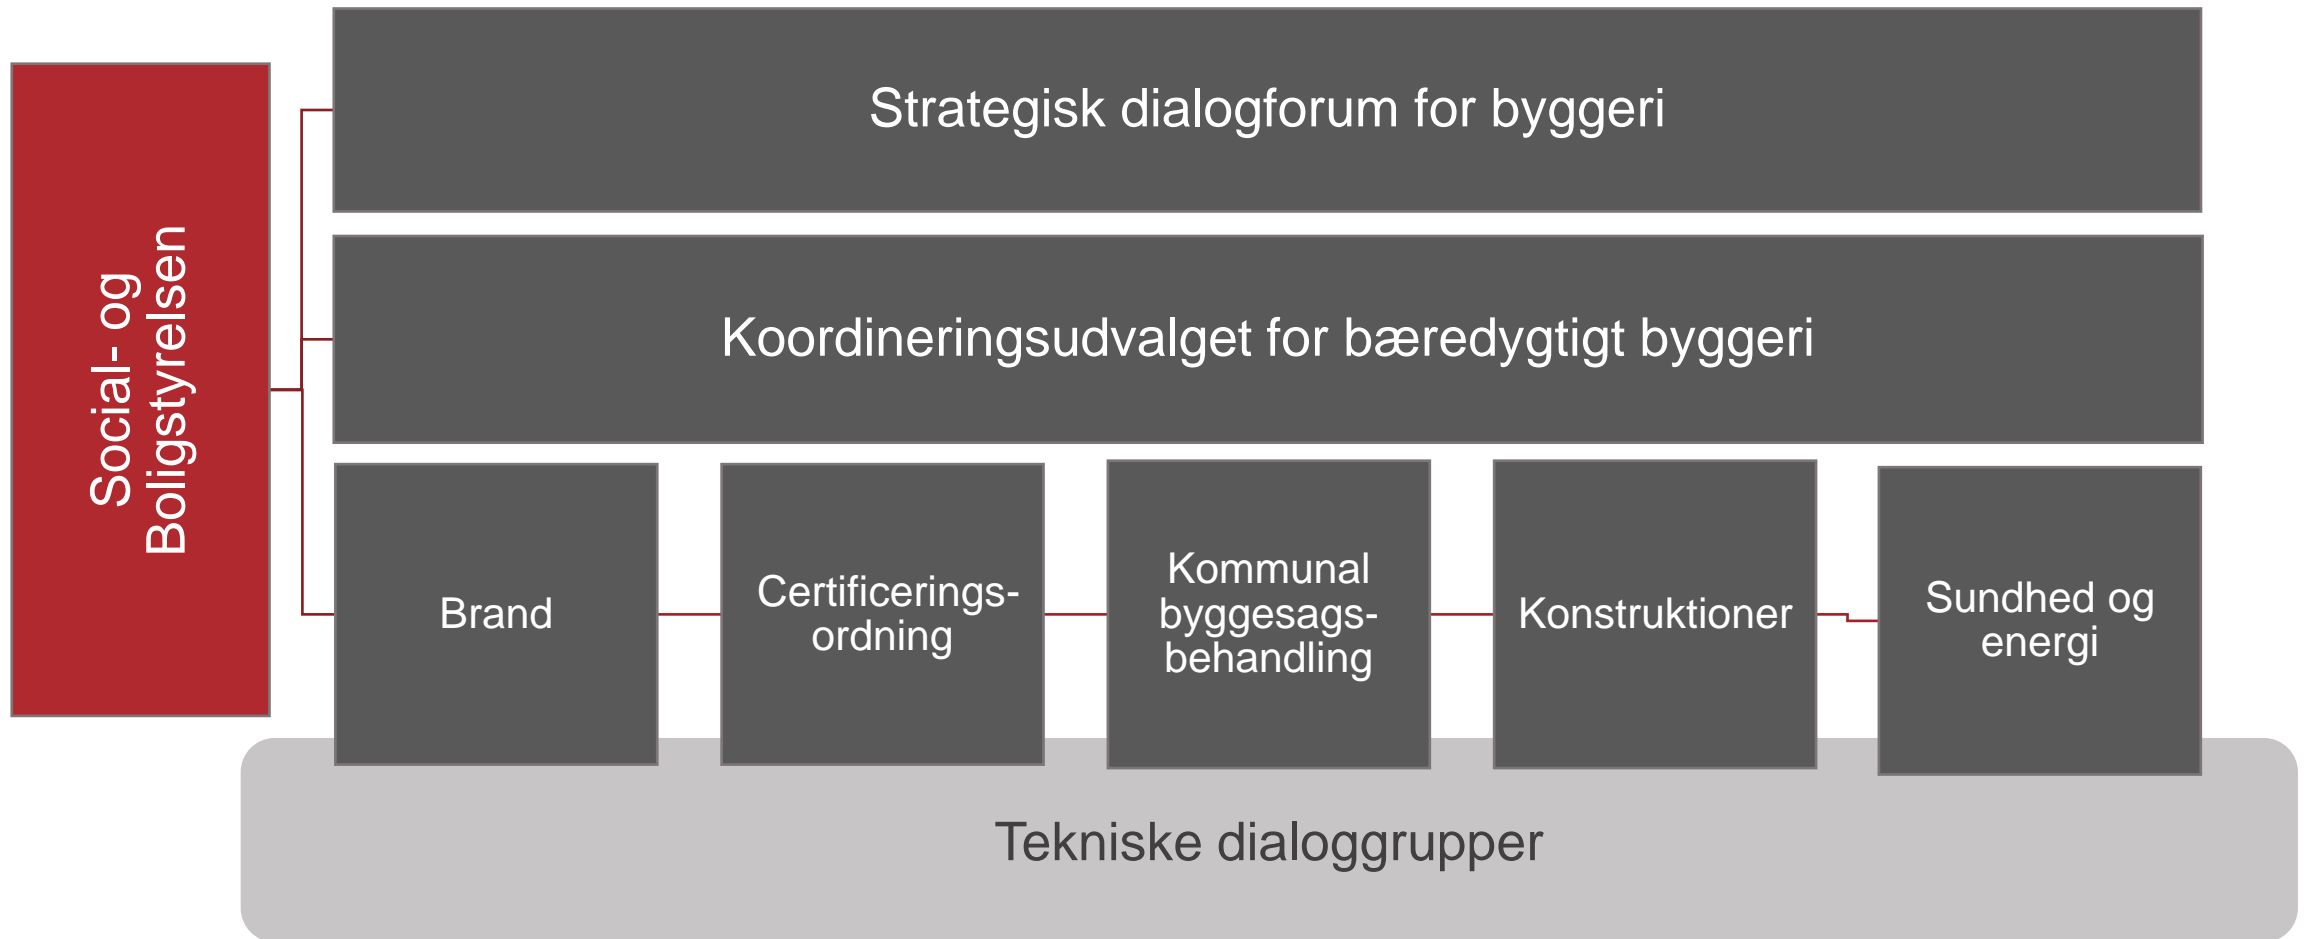 Social- og
Boligstyrelsen
Strategisk dialogforum for byggeri
Koordineringsudvalget for bæredygtigt byggeri
Brand
Certificerings-
ordning
Kommunal
byggesags-
behandling
Konstruktioner
Sundhed og
energi
Tekniske dialoggrupper